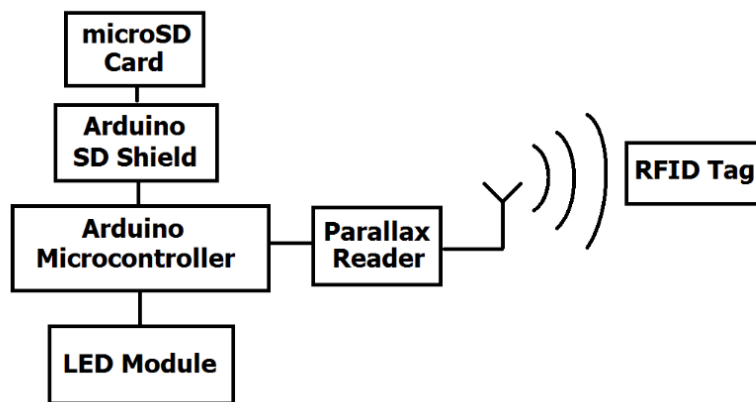 microSD
Card
Arduino
SD Shield
Arduino
Microcontroller
LED Module
Parallax
Reader
RFID Tag